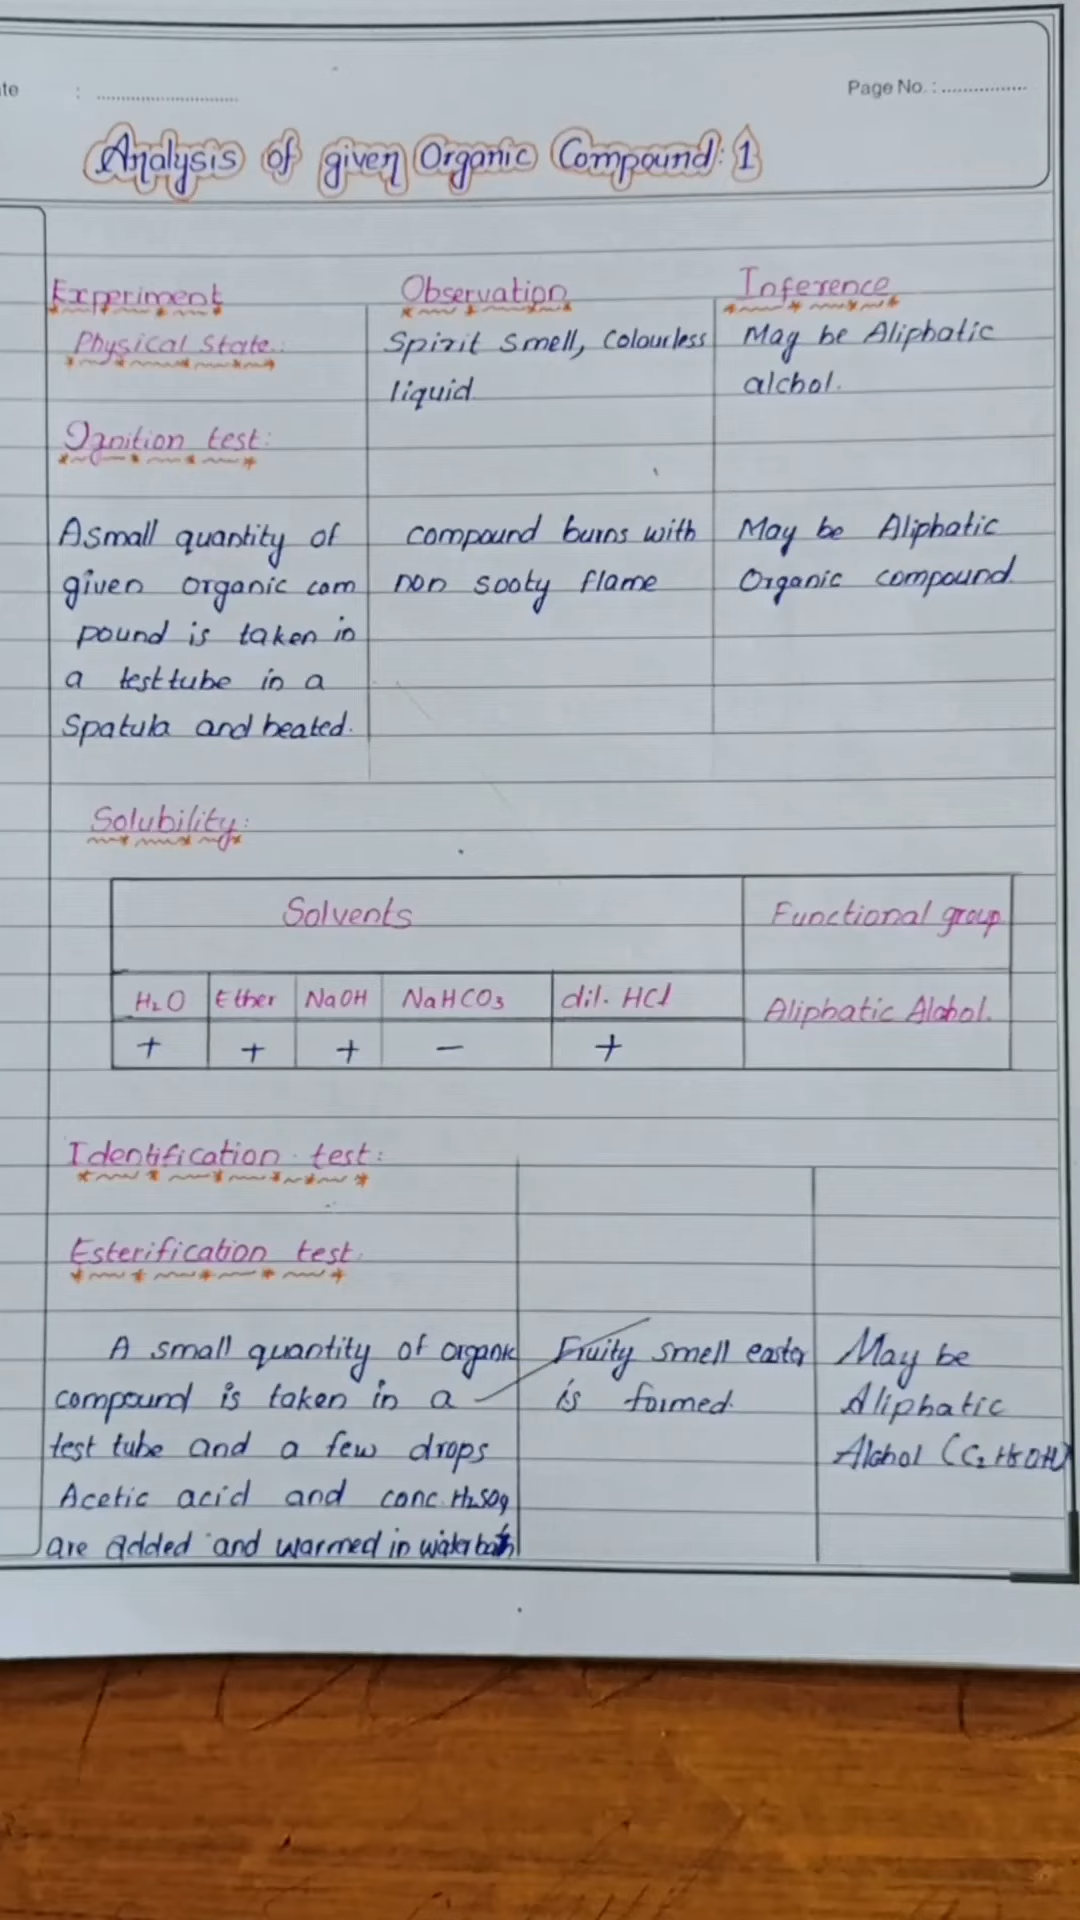 te : ........................... Page No. : ................
Analysis of given Organic Compound: 1
Experiment Observation Inference
Physical State: Spirit Smell, Colourless May be Aliphatic
liquid alchol.
Ignition test:
A small quantity of compound burns with May be Aliphatic
given organic com non sooty flame Organic compound.
pound is taken in
a test tube in a
Spatula and heated.
Solubility:
Solvents Functional group
H₂O Ether NaOH NaHCO₃ dil. HCl Aliphatic Alchol.
+ + + − +
Identification test:
Esterification test
A small quantity of organic Fruity smell easter May be
compound is taken in a is formed. Aliphatic
test tube and a few drops Alchol (C₂H5OH)
Acetic acid and conc. H₂SO4
are added and warmed in water bath